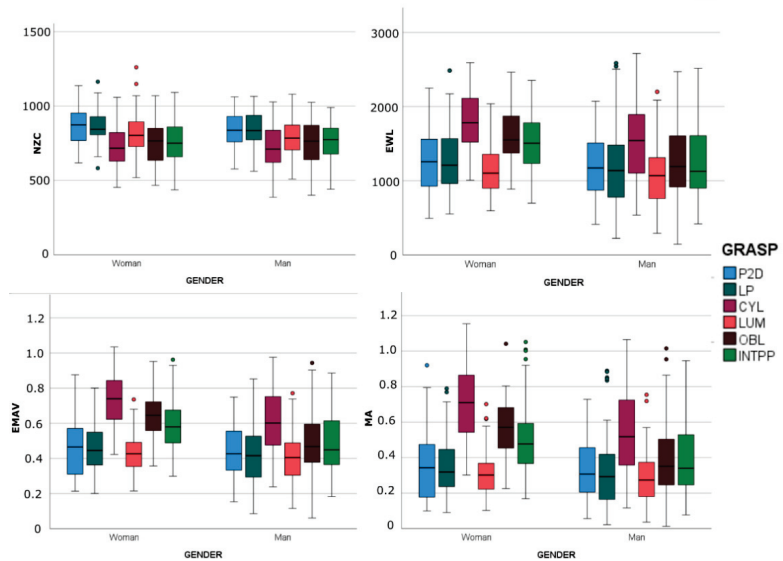 1500
1000
500
0
NZC
Woman
Man
GENDER
3000
2000
1000
0
EWL
Woman
Man
GENDER
GRASP
P2D
LP
CYL
LUM
OBL
INTPP
1.2
1.0
0.8
0.6
0.4
0.2
0
EMAV
Woman
Man
GENDER
1.2
1.0
0.8
0.6
0.4
0.2
0
MA
Woman
Man
GENDER